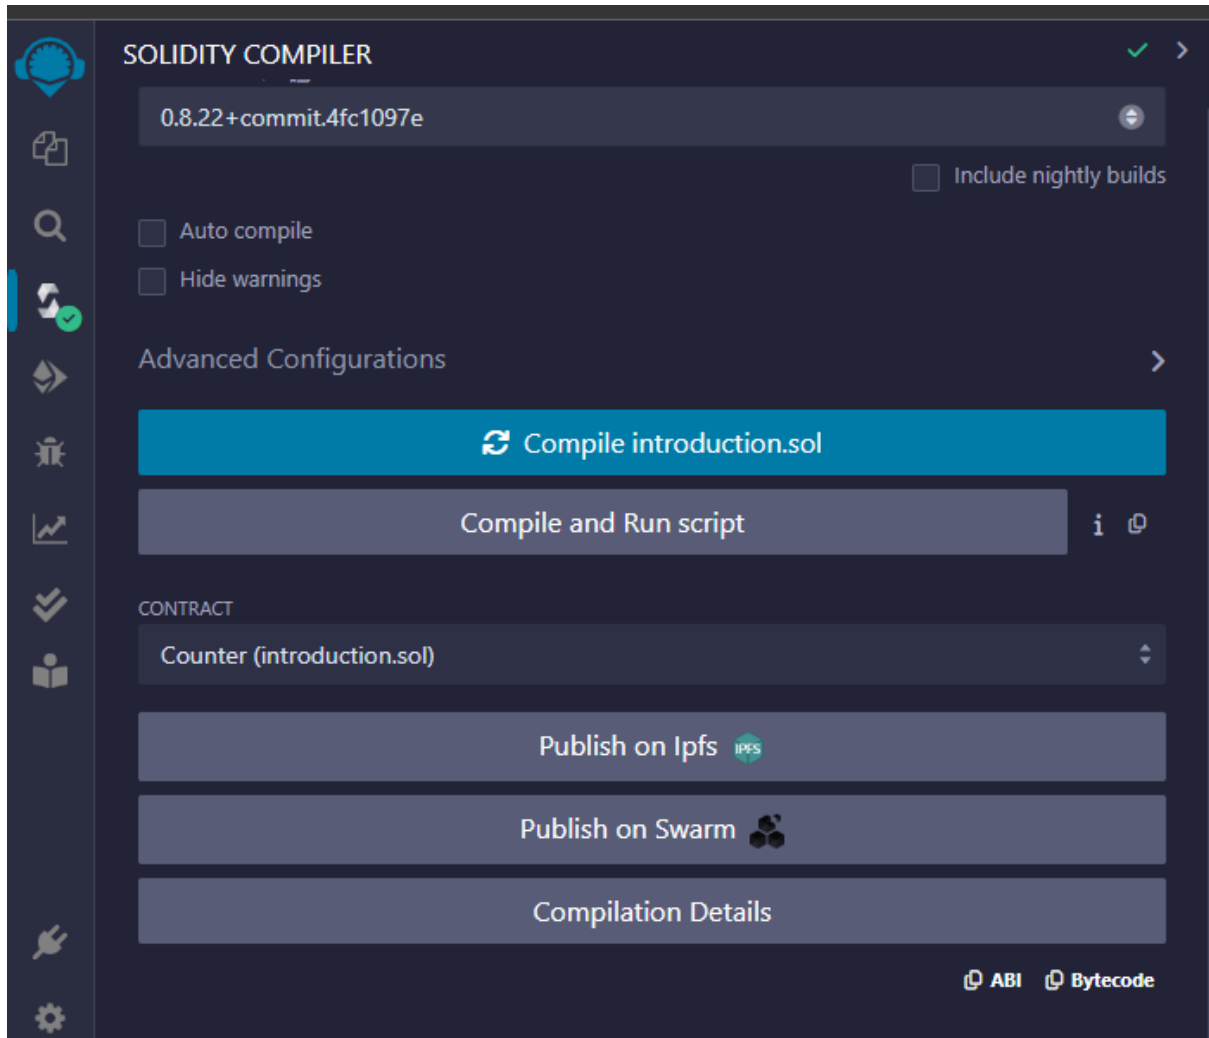 SOLIDITY COMPILER
0.8.22+commit.4fc1097e
Include nightly builds
Auto compile
Hide warnings
Advanced Configurations
Compile introduction.sol
Compile and Run script
i
CONTRACT
Counter (introduction.sol)
Publish on Ipfs IPFS
Publish on Swarm
Compilation Details
ABI Bytecode